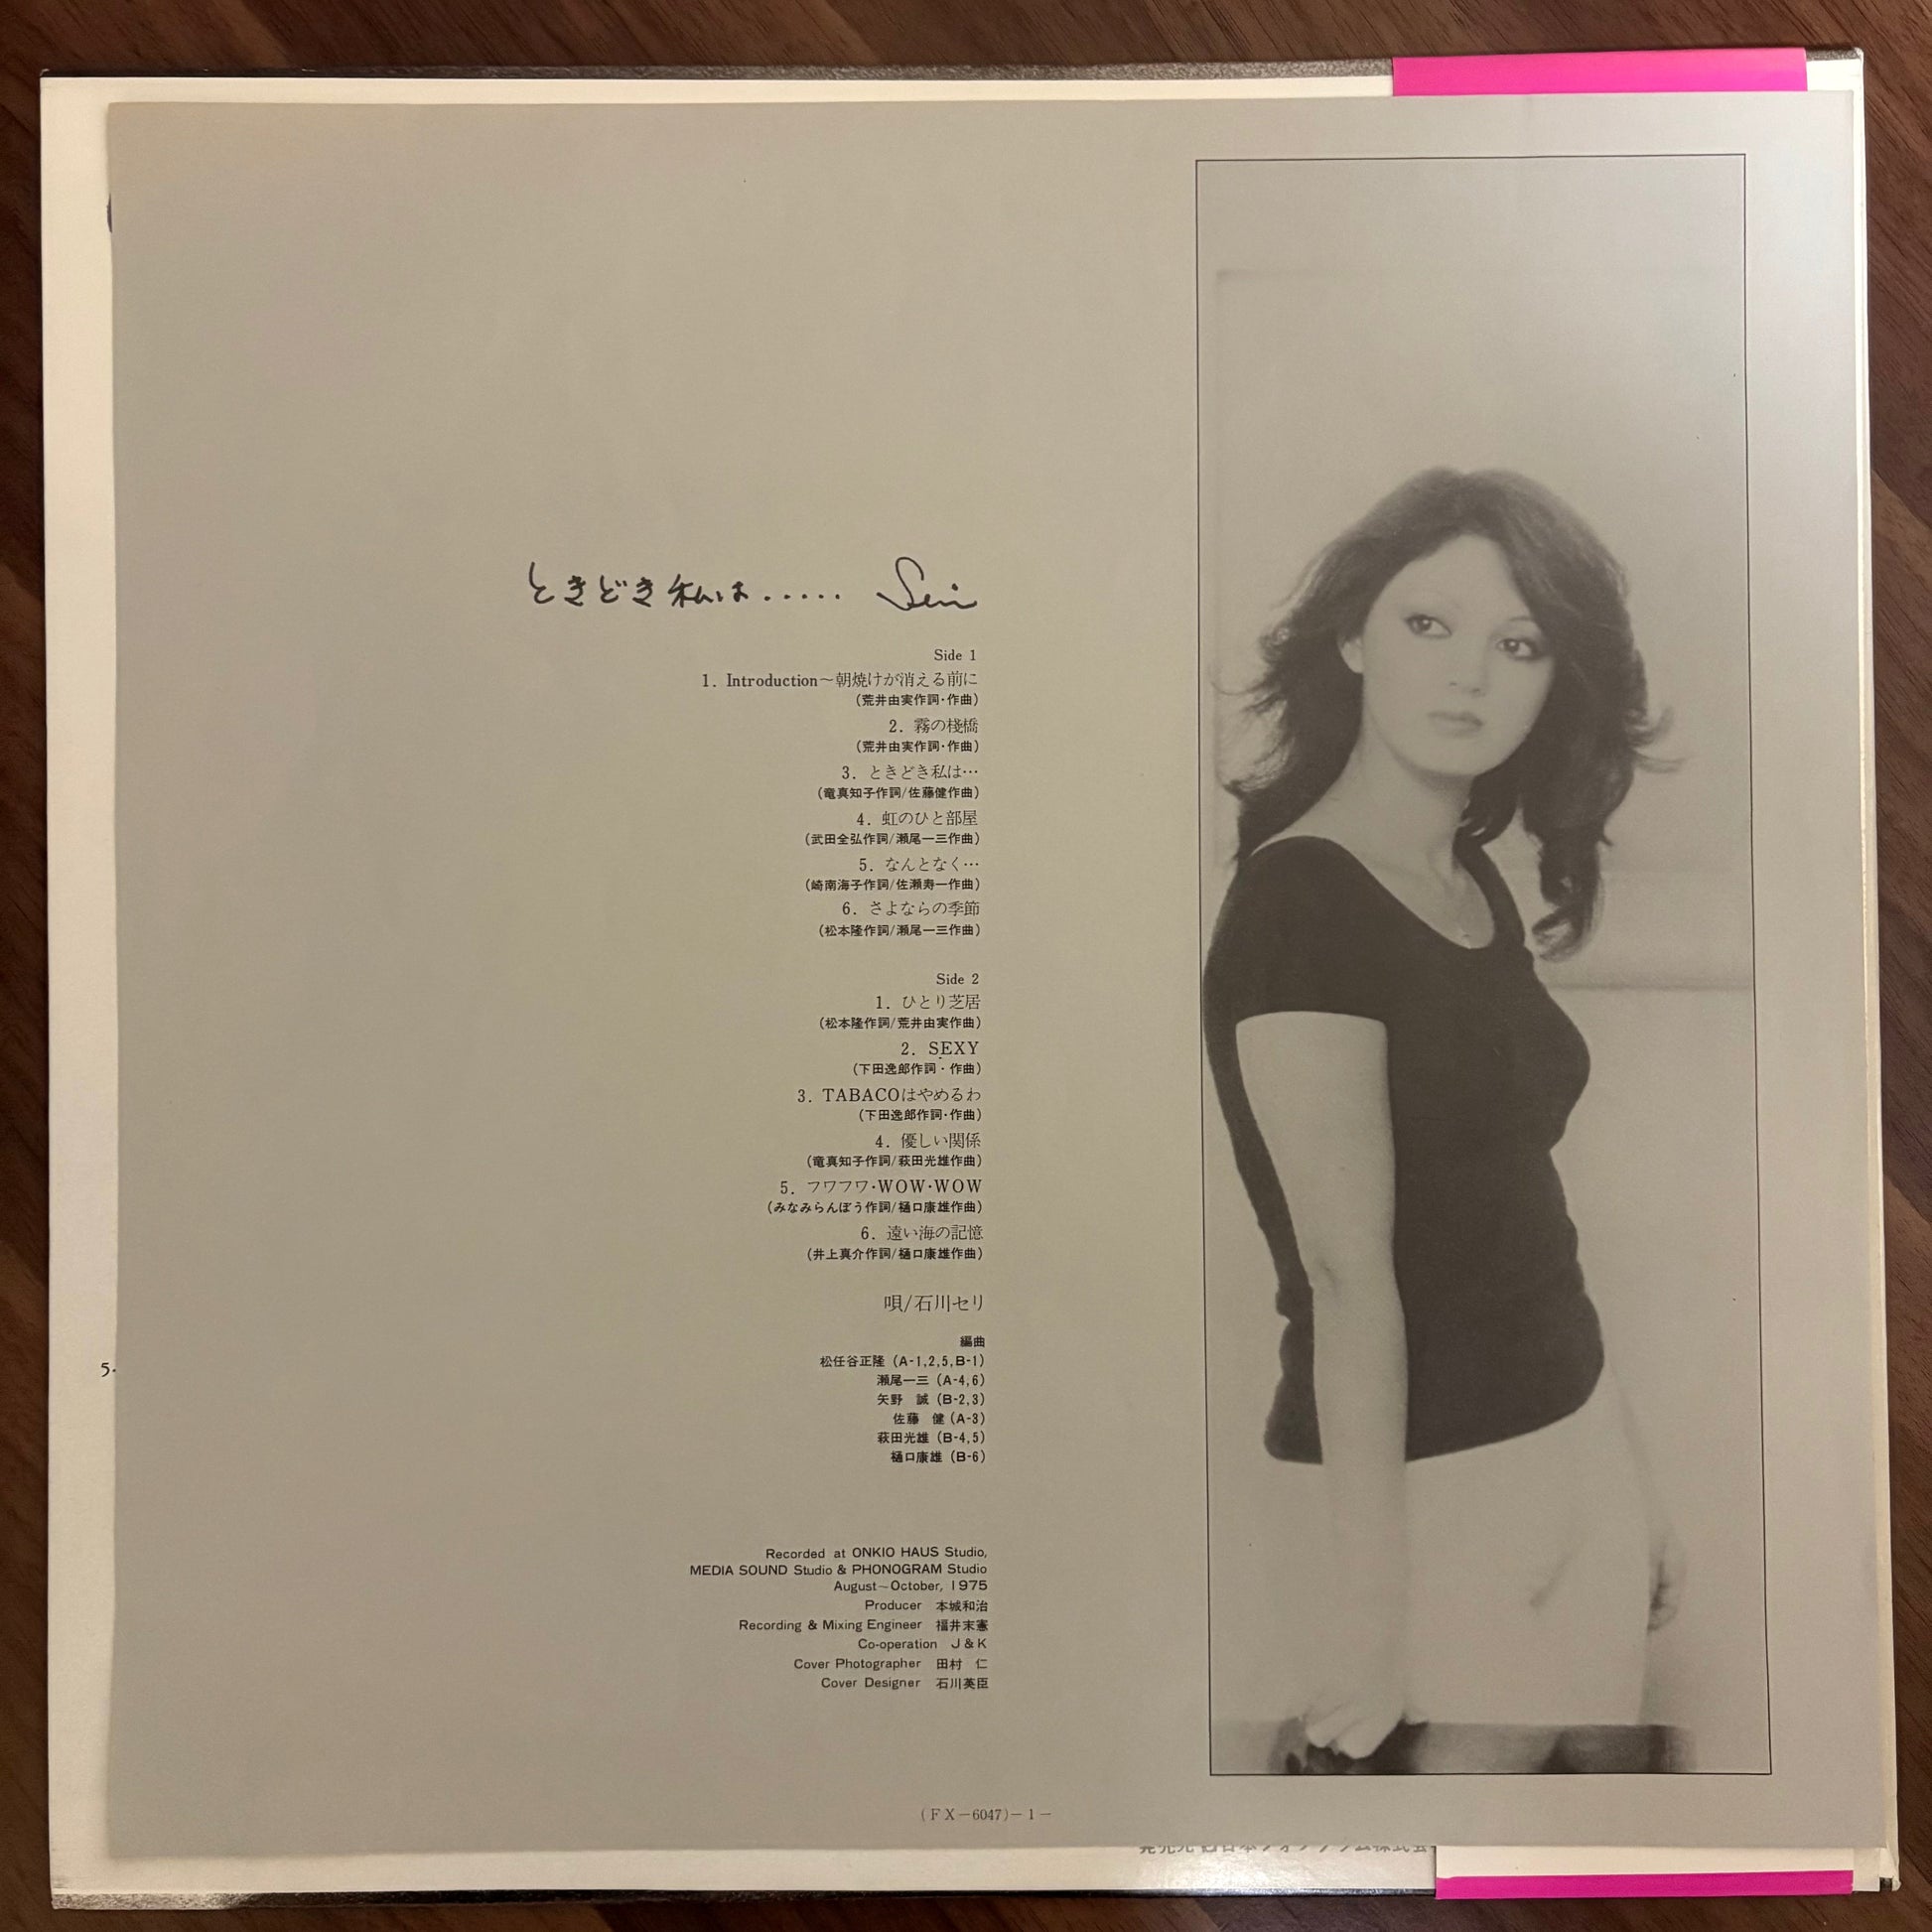 ときどき私は..... Seri
Side 1
1. Introduction～朝焼けが消える前に
(荒井由実作詞・作曲)
2. 霧の棧橋
(荒井由実作詞・作曲)
3. ときどき私は…
(竜真知子作詞/佐藤健作曲)
4. 虹のひと部屋
(武田全弘作詞/瀬尾一三作曲)
5. なんとなく…
(崎南海子作詞/佐瀬寿一作曲)
6. さよならの季節
(松本隆作詞/瀬尾一三作曲)
Side 2
1. ひとり芝居
(松本隆作詞/荒井由実作曲)
2. SEXY
(下田逸郎作詞・作曲)
3. TABACOはやめるわ
(下田逸郎作詞・作曲)
4. 優しい関係
(竜真知子作詞/萩田光雄作曲)
5. フワフワ・WOW・WOW
(みなみらんぼう作詞/樋口康雄作曲)
6. 遠い海の記憶
(井上真介作詞/樋口康雄作曲)
唄/石川セリ
編曲
松任谷正隆 (A-1,2,5,B-1)
瀬尾一三 (A-4,6)
矢野 誠 (B-2,3)
佐藤 健 (A-3)
萩田光雄 (B-4,5)
樋口康雄 (B-6)
5.
Recorded at ONKIO HAUS Studio,
MEDIA SOUND Studio & PHONOGRAM Studio
August～October, 1975
Producer 本城和治
Recording & Mixing Engineer 福井末憲
Co-operation J & K
Cover Photographer 田村 仁
Cover Designer 石川英臣
(FX－6047)－1－